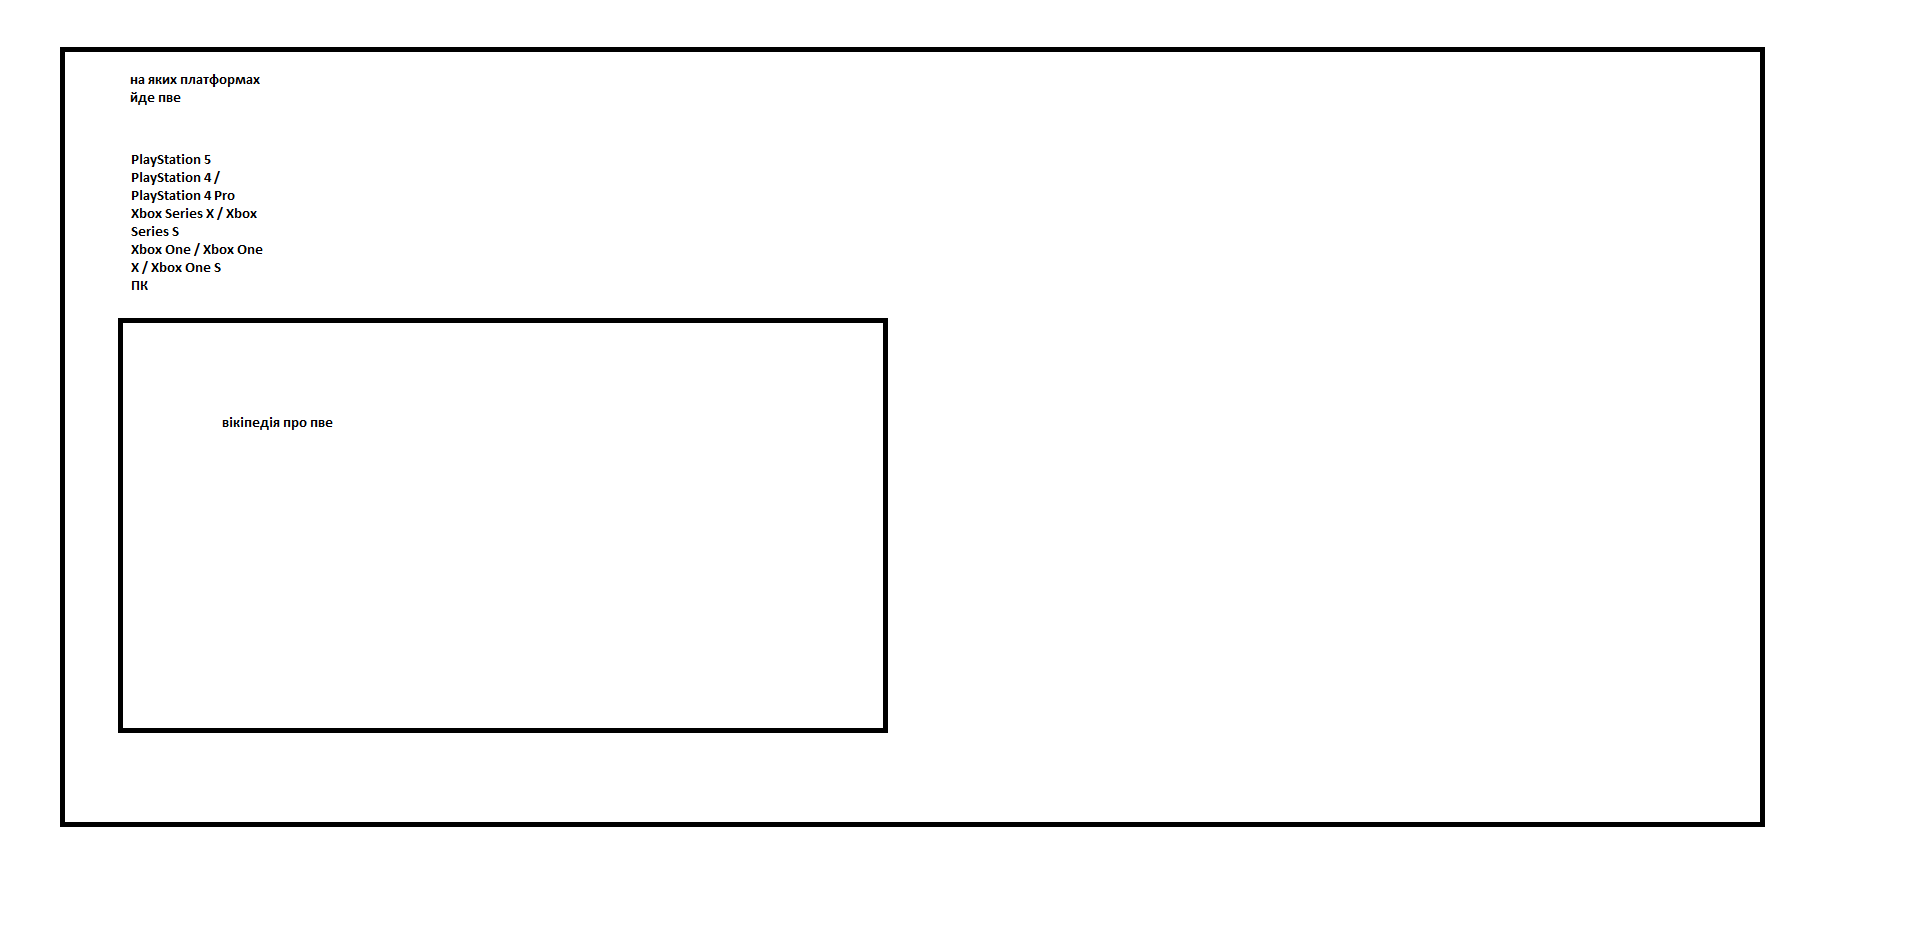 на яких платформах
йде пве
PlayStation 5
PlayStation 4 /
PlayStation 4 Pro
Xbox Series X / Xbox
Series S
Xbox One / Xbox One
X / Xbox One S
ПК
вікіпедія про пве